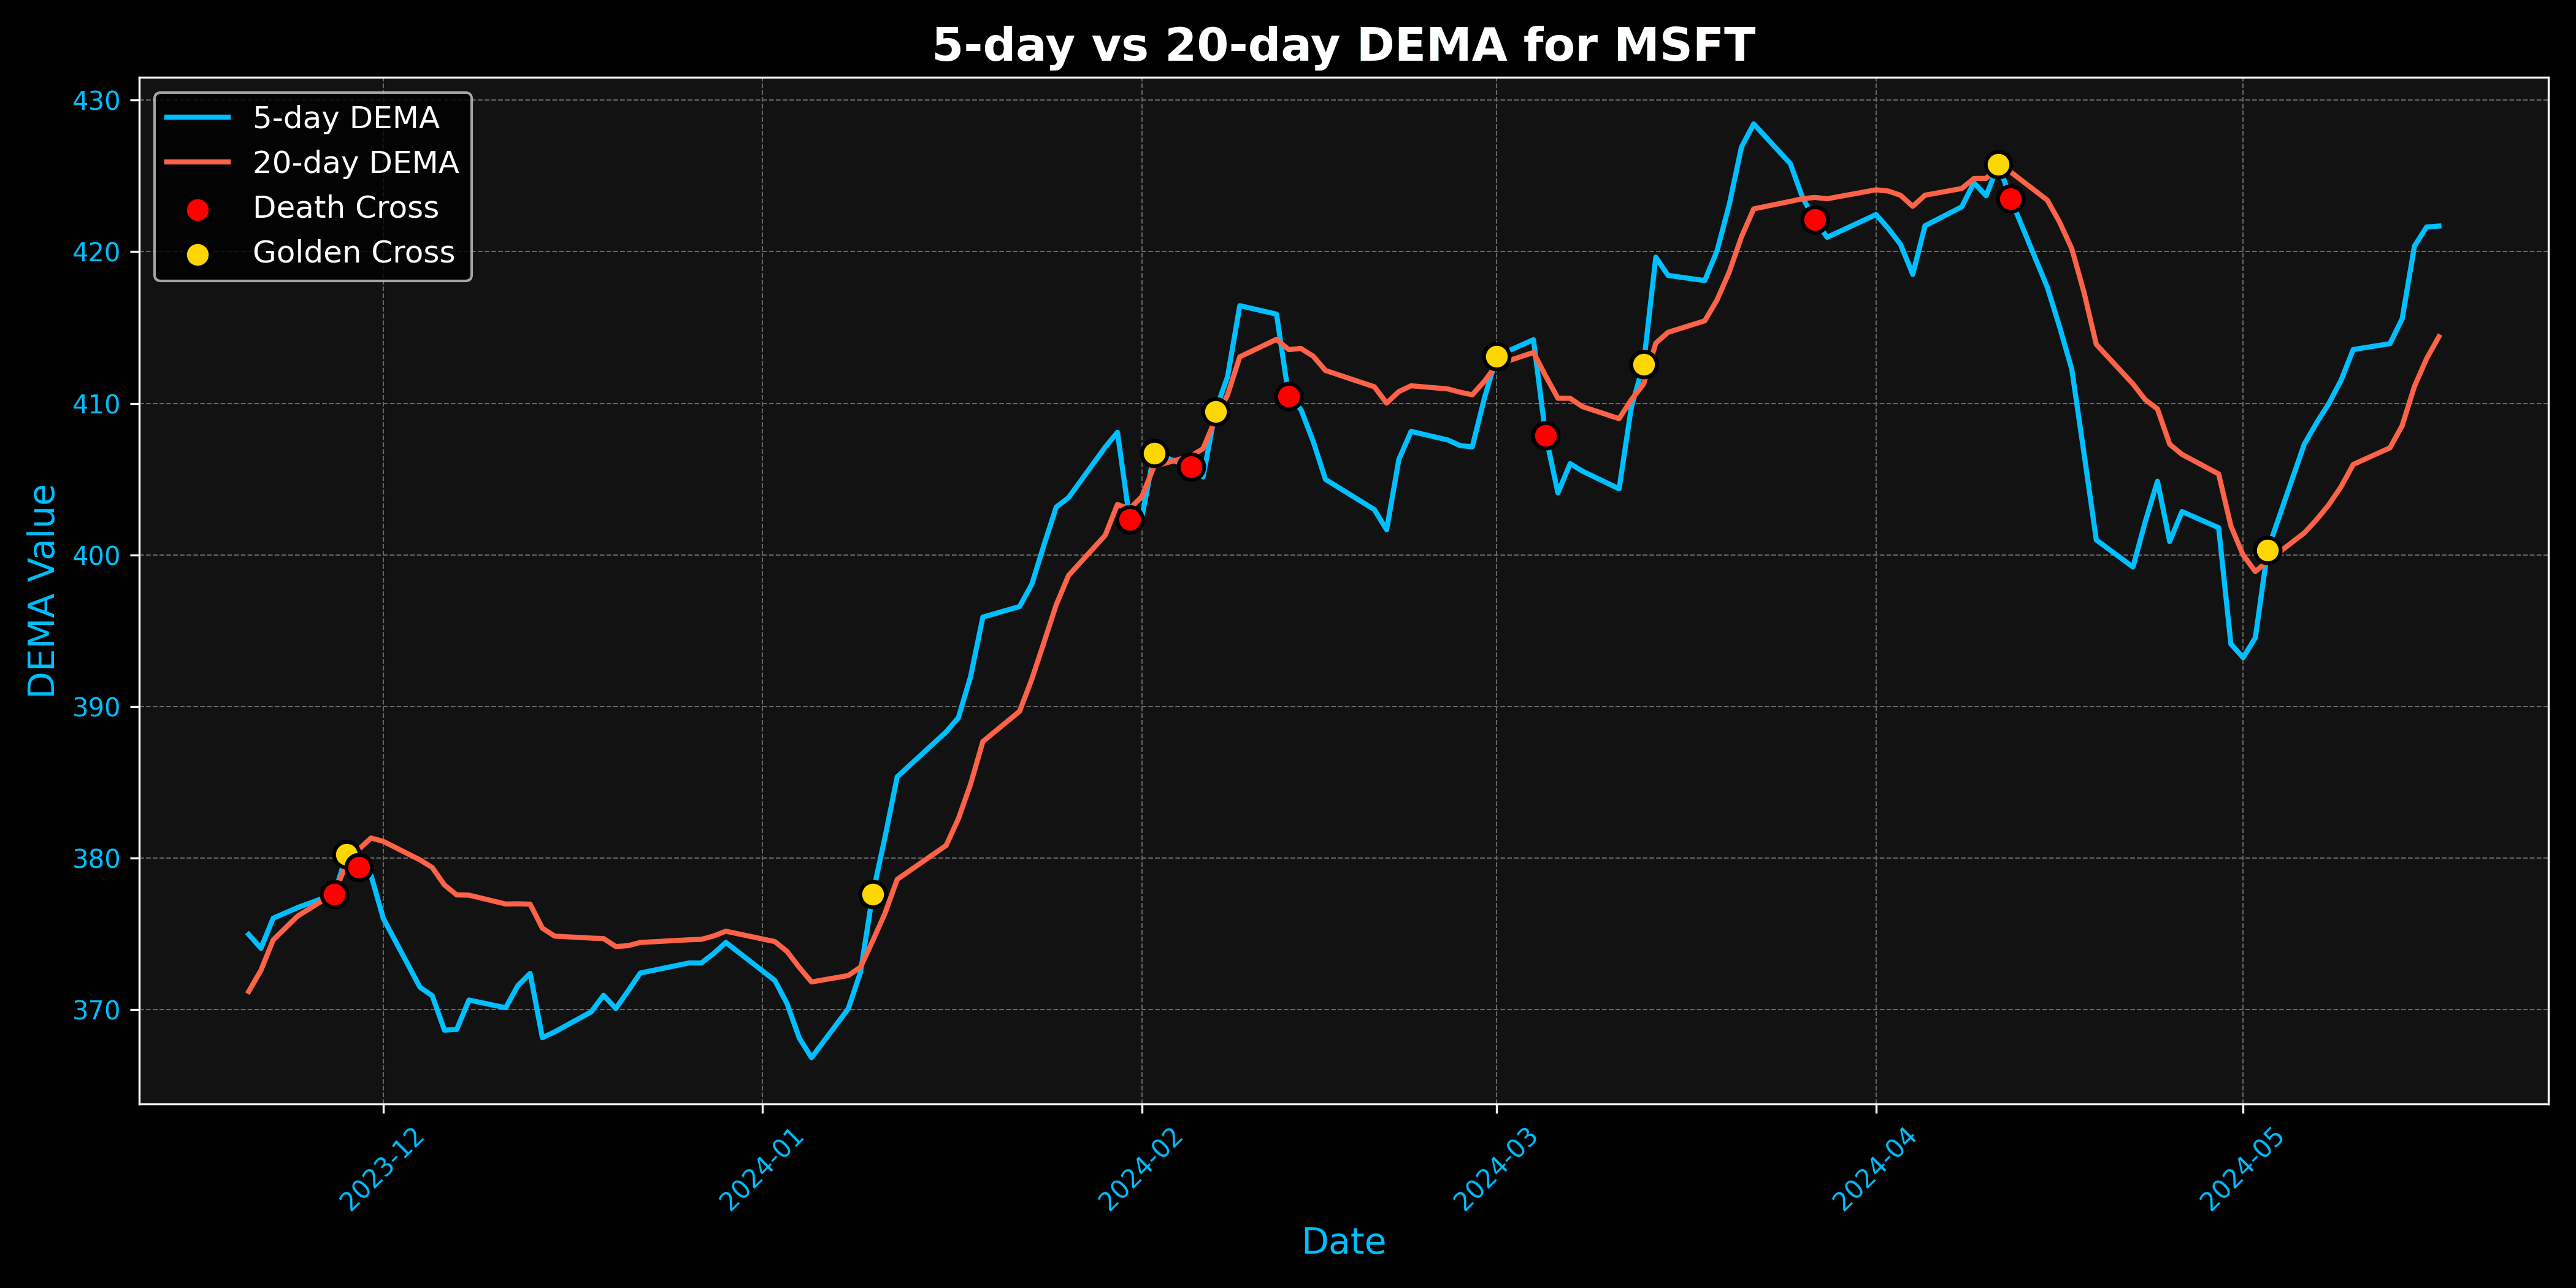 5-day vs 20-day DEMA for MSFT
5-day DEMA
20-day DEMA
Death Cross
Golden Cross
DEMA Value
430
420
410
400
390
380
370
2023-12
2024-01
2024-02
2024-03
2024-04
2024-05
Date